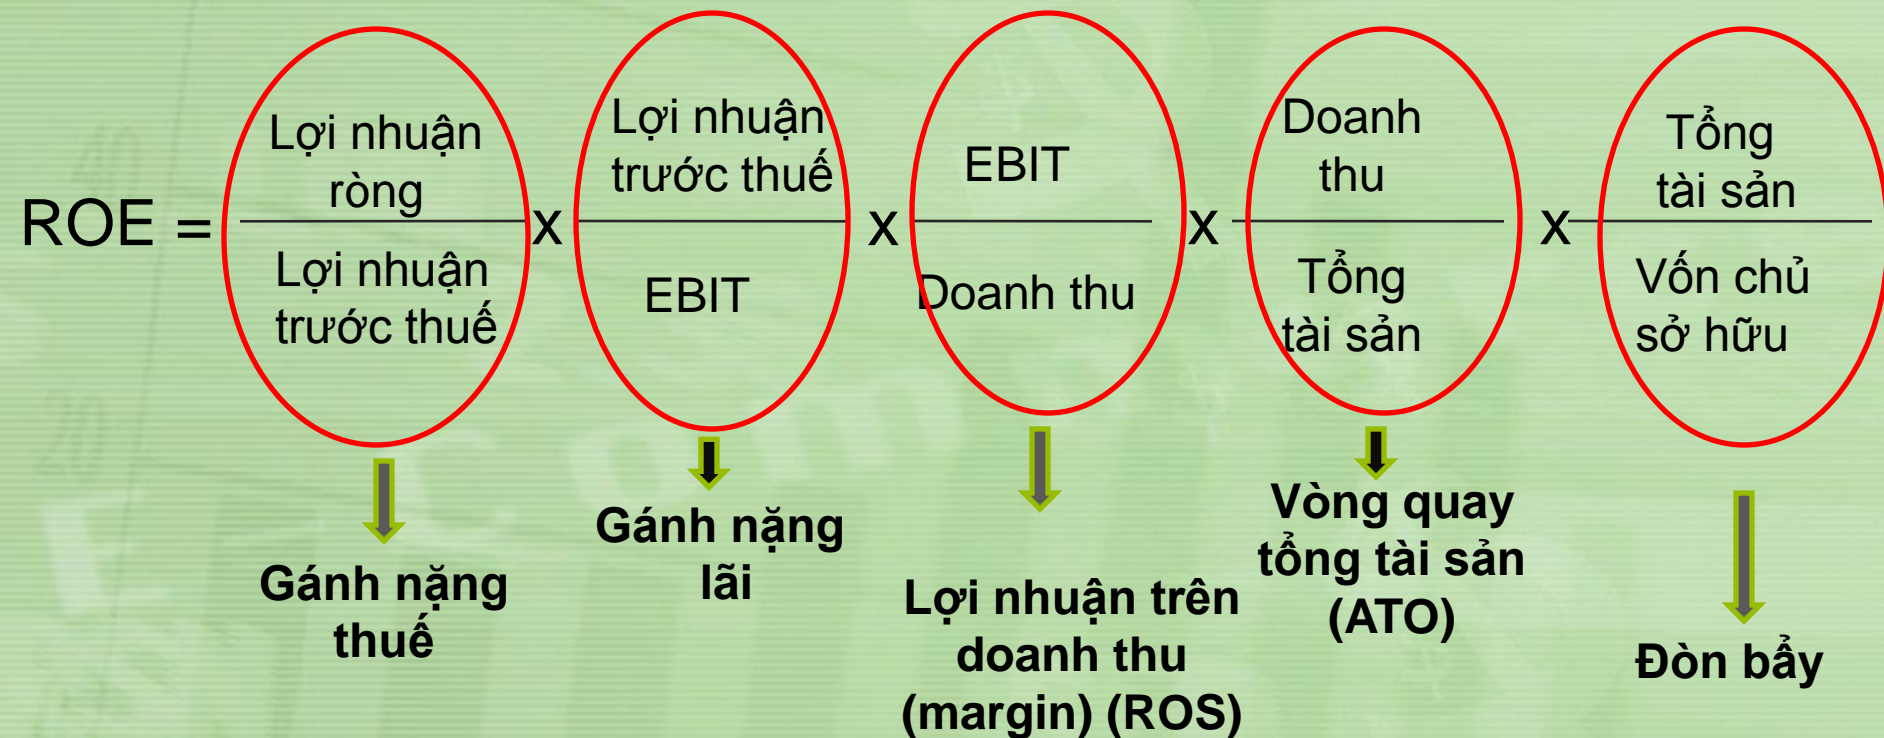 ROE =
Lợi nhuận
ròng
Lợi nhuận
trước thuế
x
Lợi nhuận
trước thuế
EBIT
x
EBIT
Doanh thu
x
Doanh
thu
Tổng
tài sản
x
Tổng
tài sản
Vốn chủ
sở hữu
Gánh nặng
thuế
Gánh nặng
lãi
Lợi nhuận trên
doanh thu
(margin) (ROS)
Vòng quay
tổng tài sản
(ATO)
Đòn bẩy